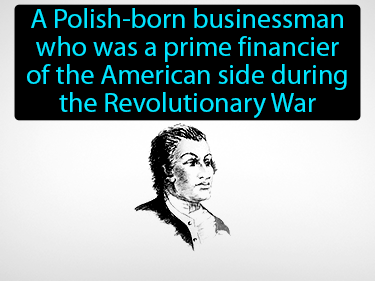 A Polish-born businessman
who was a prime financier
of the American side during
the Revolutionary War